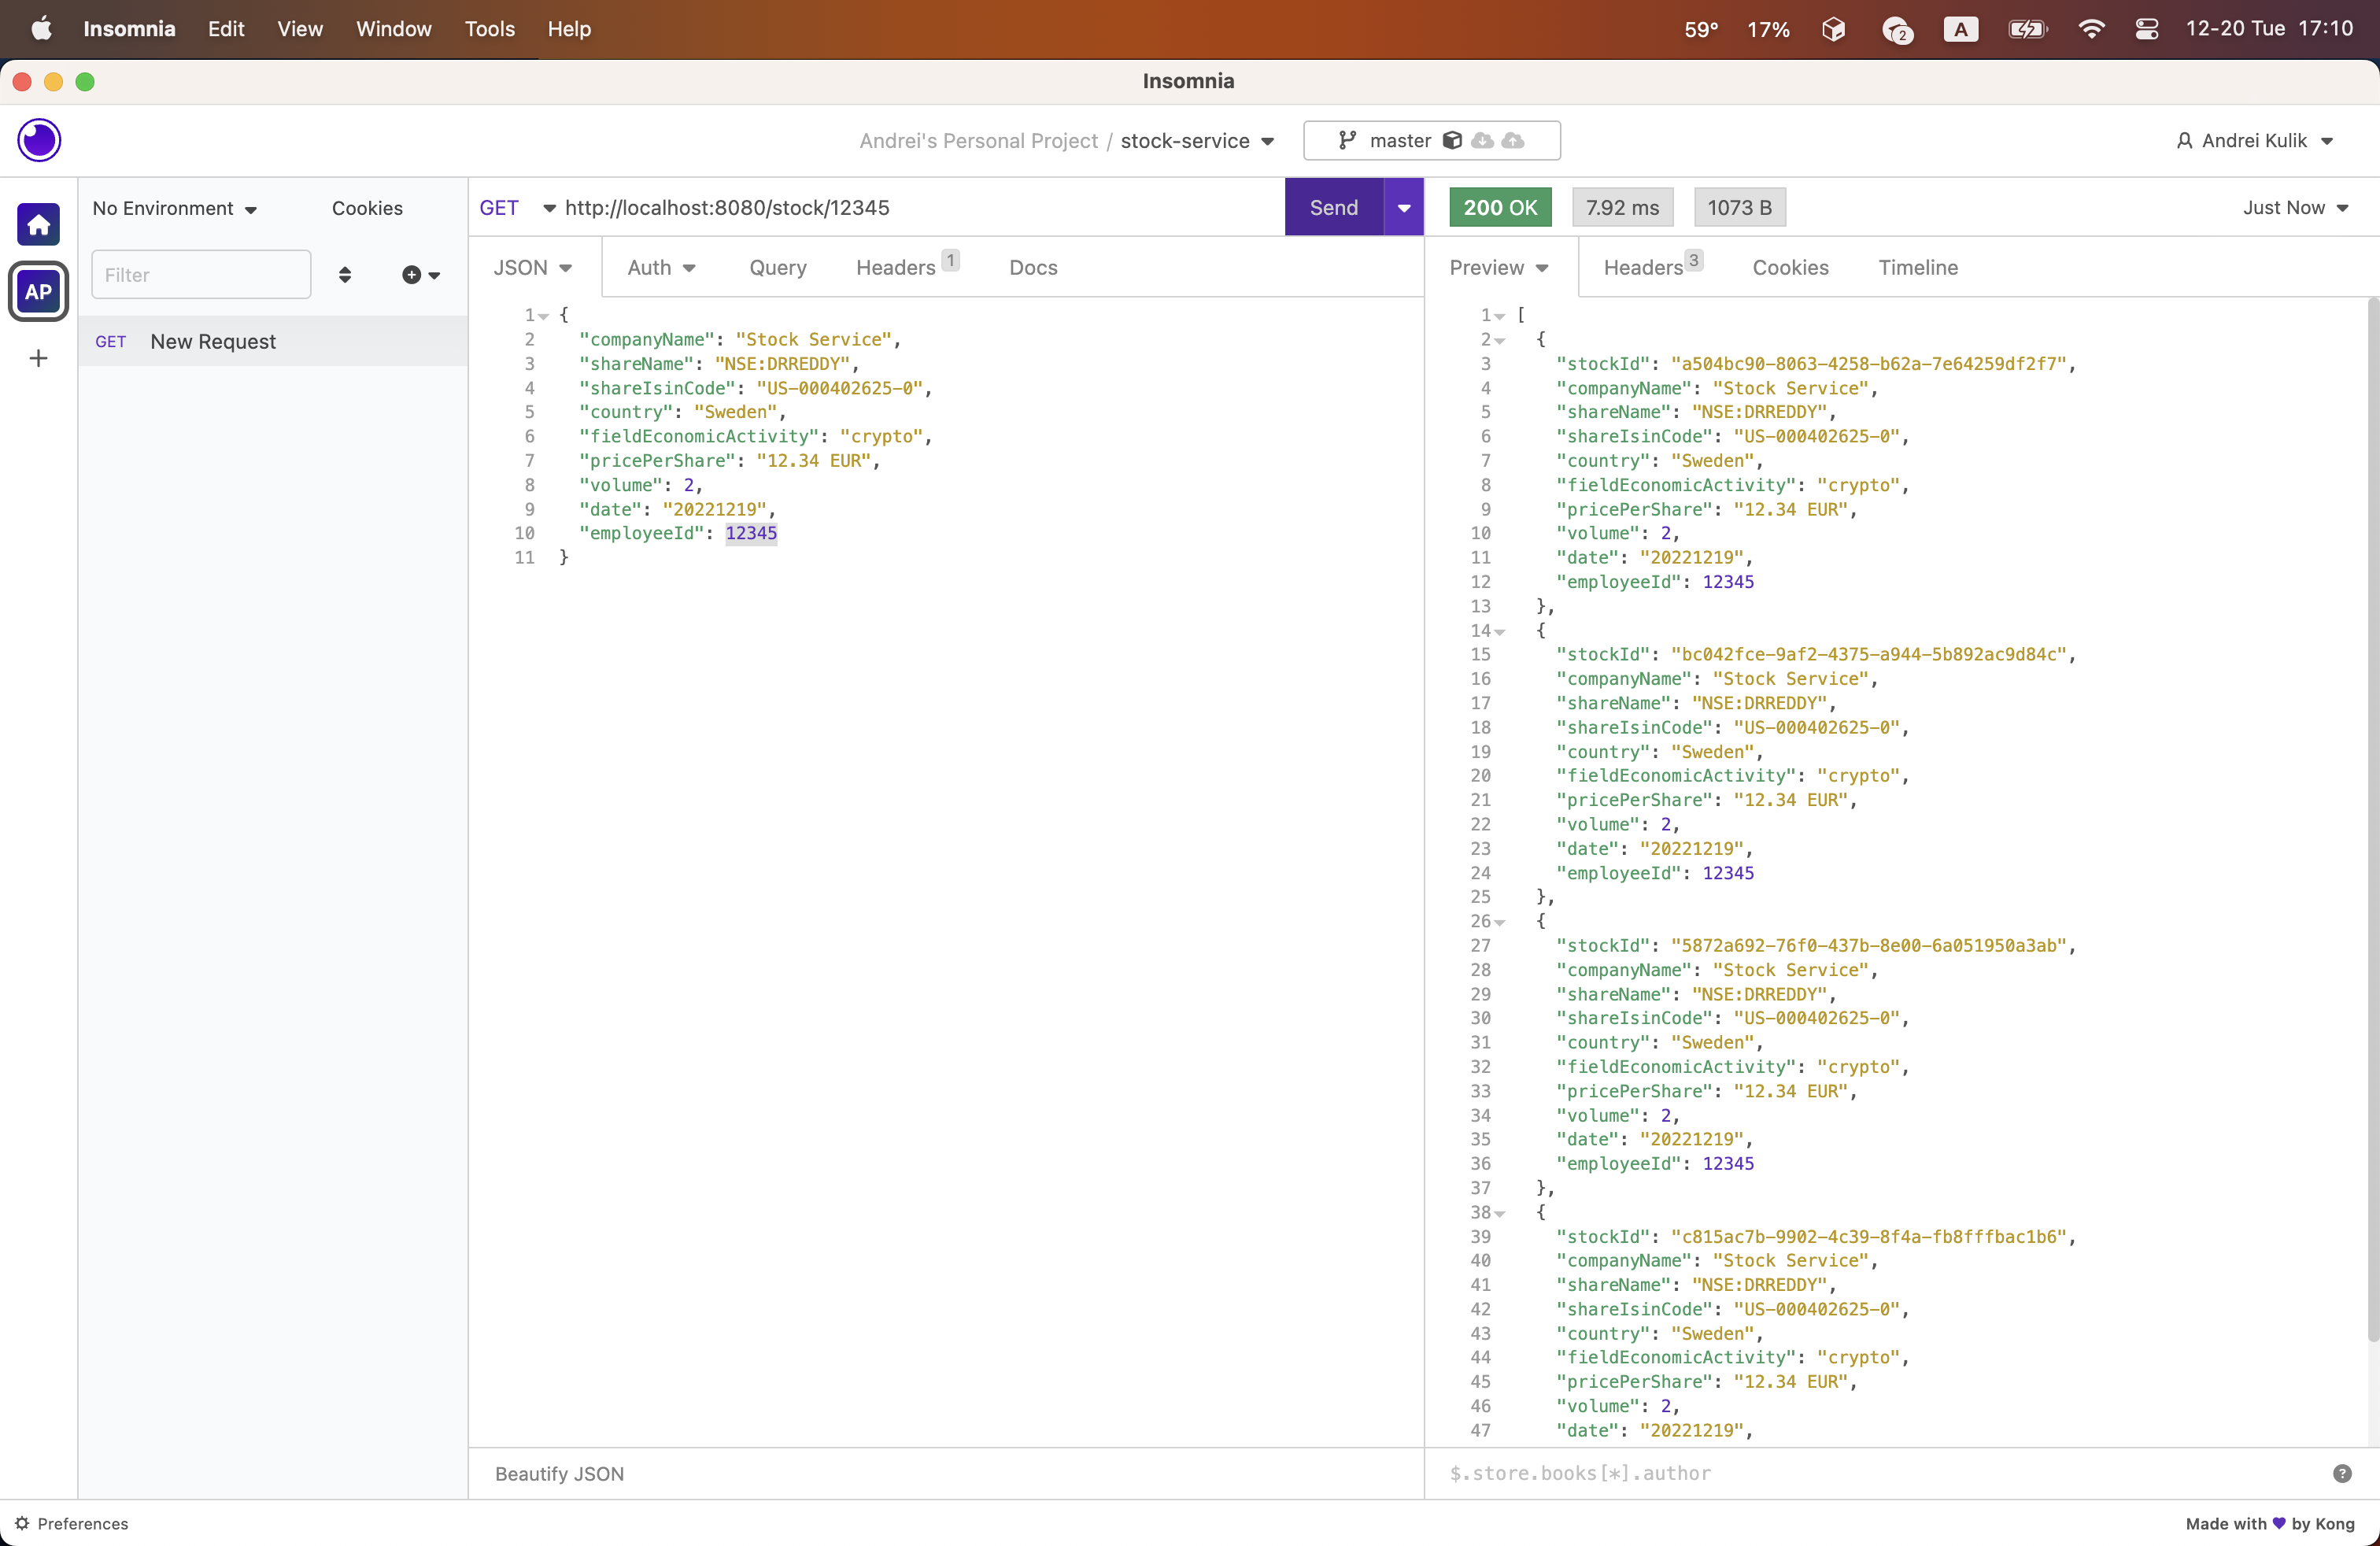 Insomnia Edit View Window Tools Help 59° 17% 2 A 12-20 Tue 17:10
Insomnia
Andrei's Personal Project / stock-service master Andrei Kulik
No Environment Cookies
GET http://localhost:8080/stock/12345 Send
200 OK 7.92 ms 1073 B Just Now
Filter
AP
GET New Request
JSON Auth Query Headers 1 Docs
1 {
2 "companyName": "Stock Service",
3 "shareName": "NSE:DRREDDY",
4 "shareIsinCode": "US-000402625-0",
5 "country": "Sweden",
6 "fieldEconomicActivity": "crypto",
7 "pricePerShare": "12.34 EUR",
8 "volume": 2,
9 "date": "20221219",
10 "employeeId": 12345
11 }
Beautify JSON
Preview Headers 3 Cookies Timeline
1 [
2 {
3 "stockId": "a504bc90-8063-4258-b62a-7e64259df2f7",
4 "companyName": "Stock Service",
5 "shareName": "NSE:DRREDDY",
6 "shareIsinCode": "US-000402625-0",
7 "country": "Sweden",
8 "fieldEconomicActivity": "crypto",
9 "pricePerShare": "12.34 EUR",
10 "volume": 2,
11 "date": "20221219",
12 "employeeId": 12345
13 },
14 {
15 "stockId": "bc042fce-9af2-4375-a944-5b892ac9d84c",
16 "companyName": "Stock Service",
17 "shareName": "NSE:DRREDDY",
18 "shareIsinCode": "US-000402625-0",
19 "country": "Sweden",
20 "fieldEconomicActivity": "crypto",
21 "pricePerShare": "12.34 EUR",
22 "volume": 2,
23 "date": "20221219",
24 "employeeId": 12345
25 },
26 {
27 "stockId": "5872a692-76f0-437b-8e00-6a051950a3ab",
28 "companyName": "Stock Service",
29 "shareName": "NSE:DRREDDY",
30 "shareIsinCode": "US-000402625-0",
31 "country": "Sweden",
32 "fieldEconomicActivity": "crypto",
33 "pricePerShare": "12.34 EUR",
34 "volume": 2,
35 "date": "20221219",
36 "employeeId": 12345
37 },
38 {
39 "stockId": "c815ac7b-9902-4c39-8f4a-fb8fffbac1b6",
40 "companyName": "Stock Service",
41 "shareName": "NSE:DRREDDY",
42 "shareIsinCode": "US-000402625-0",
43 "country": "Sweden",
44 "fieldEconomicActivity": "crypto",
45 "pricePerShare": "12.34 EUR",
46 "volume": 2,
47 "date": "20221219",
$.store.books[*].author
Preferences
Made with ♥ by Kong